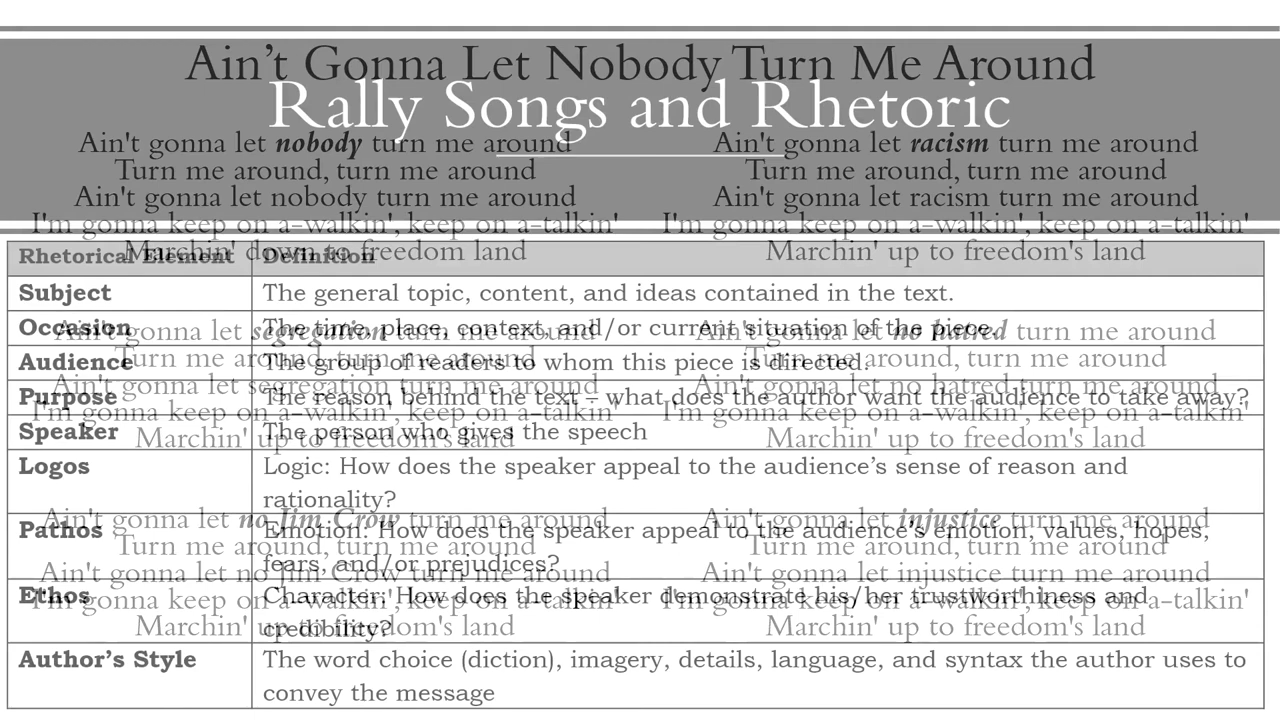 Ain't Gonna Let Nobody Turn Me Around
Ain't gonna let nobody turn me around
Turn me around, turn me around
Ain't gonna let nobody turn me around
I'm gonna keep on a-walkin', keep on a-talkin'
Marchin' down to freedom land
Ain't gonna let segregation turn me around
Turn me around, turn me around
Ain't gonna let segregation turn me around
I'm gonna keep on a-walkin', keep on a-talkin'
Marchin' up to freedom's land
Ain't gonna let no Jim Crow turn me around
Turn me around, turn me around
Ain't gonna let no Jim Crow turn me around
I'm gonna keep on a-walkin', keep on a-talkin'
Marchin' up to freedom's land
Ain't gonna let racism turn me around
Turn me around, turn me around
Ain't gonna let racism turn me around
I'm gonna keep on a-walkin', keep on a-talkin'
Marchin' up to freedom's land
Ain't gonna let no hatred turn me around
Turn me around, turn me around
Ain't gonna let no hatred turn me around
I'm gonna keep on a-walkin', keep on a-talkin'
Marchin' up to freedom's land
Ain't gonna let injustice turn me around
Turn me around, turn me around
Ain't gonna let injustice turn me around
I'm gonna keep on a-walkin', keep on a-talkin'
Marchin' up to freedom's land
Rally Songs and Rhetoric
Rhetorical Element Definition
Subject The general topic, content, and ideas contained in the text.
Occasion The time, place, context, and/or current situation of the piece.
Audience The group of readers to whom this piece is directed.
Purpose The reason behind the text – what does the author want the audience to take away?
Speaker The person who gives the speech
Logos Logic: How does the speaker appeal to the audience's sense of reason and
rationality?
Pathos Emotion: How does the speaker appeal to the audience's emotion, values, hopes,
fears, and/or prejudices?
Ethos Character: How does the speaker demonstrate his/her trustworthiness and
credibility?
Author's Style The word choice (diction), imagery, details, language, and syntax the author uses to
convey the message